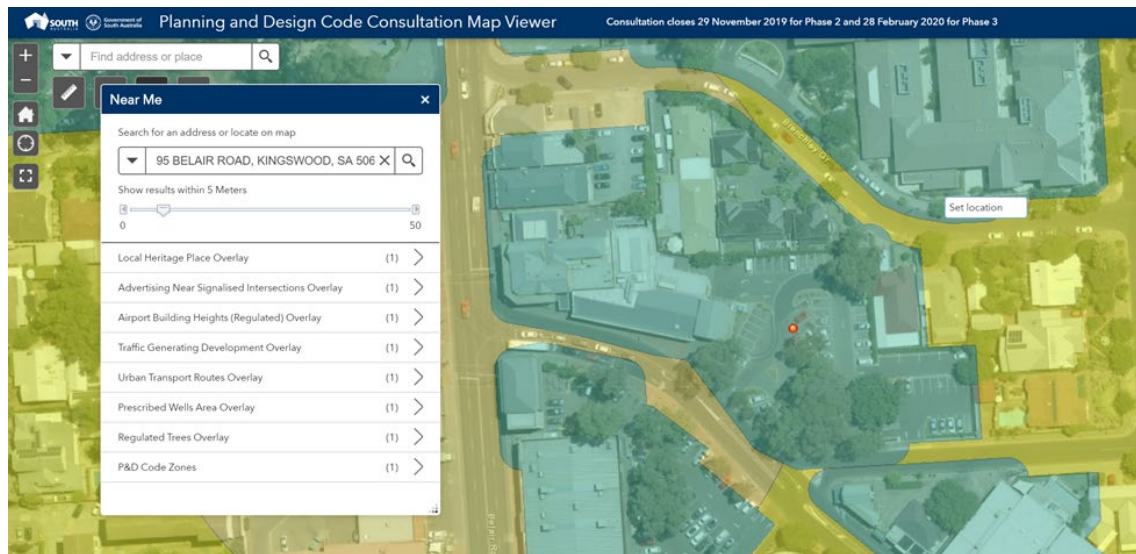 SOUTH AUSTRALIA
Government of South Australia
Planning and Design Code Consultation Map Viewer
Consultation closes 29 November 2019 for Phase 2 and 28 February 2020 for Phase 3
+
Find address or place
−
Near Me ×
Search for an address or locate on map
95 BELAIR ROAD, KINGSWOOD, SA 506 ×
Show results within 5 Meters
0 50
Local Heritage Place Overlay (1)
Advertising Near Signalised Intersections Overlay (1)
Airport Building Heights (Regulated) Overlay (1)
Traffic Generating Development Overlay (1)
Urban Transport Routes Overlay (1)
Prescribed Wells Area Overlay (1)
Regulated Trees Overlay (1)
P&D Code Zones (1)
Brenchley Gr
Set location
Belair R